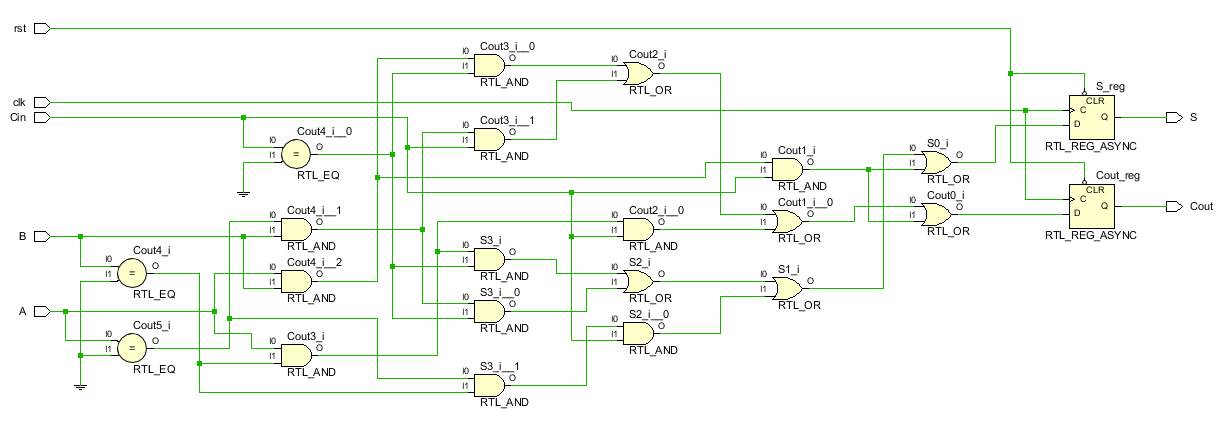 rst
clk
Cin
B
A
Cout4_i__0
I0
I1
=
O
RTL_EQ
Cout4_i
I0
I1
=
O
RTL_EQ
Cout5_i
I0
I1
=
O
RTL_EQ
Cout4_i__1
I0
I1
O
RTL_AND
Cout4_i__2
I0
I1
O
RTL_AND
Cout3_i
I0
I1
O
RTL_AND
Cout3_i__0
I0
I1
O
RTL_AND
Cout3_i__1
I0
I1
O
RTL_AND
S3_i
I0
I1
O
RTL_AND
S3_i__0
I0
I1
O
RTL_AND
S3_i__1
I0
I1
O
RTL_AND
Cout2_i
I0
I1
O
RTL_OR
Cout2_i__0
I0
I1
O
RTL_AND
S2_i
I0
I1
O
RTL_OR
S2_i__0
I0
I1
O
RTL_AND
Cout1_i
I0
I1
O
RTL_AND
Cout1_i__0
I0
I1
O
RTL_OR
S1_i
I0
I1
O
RTL_OR
S0_i
I0
I1
O
RTL_OR
Cout0_i
I0
I1
O
RTL_OR
S_reg
CLR
C
D
Q
RTL_REG_ASYNC
Cout_reg
CLR
C
D
Q
RTL_REG_ASYNC
S
Cout